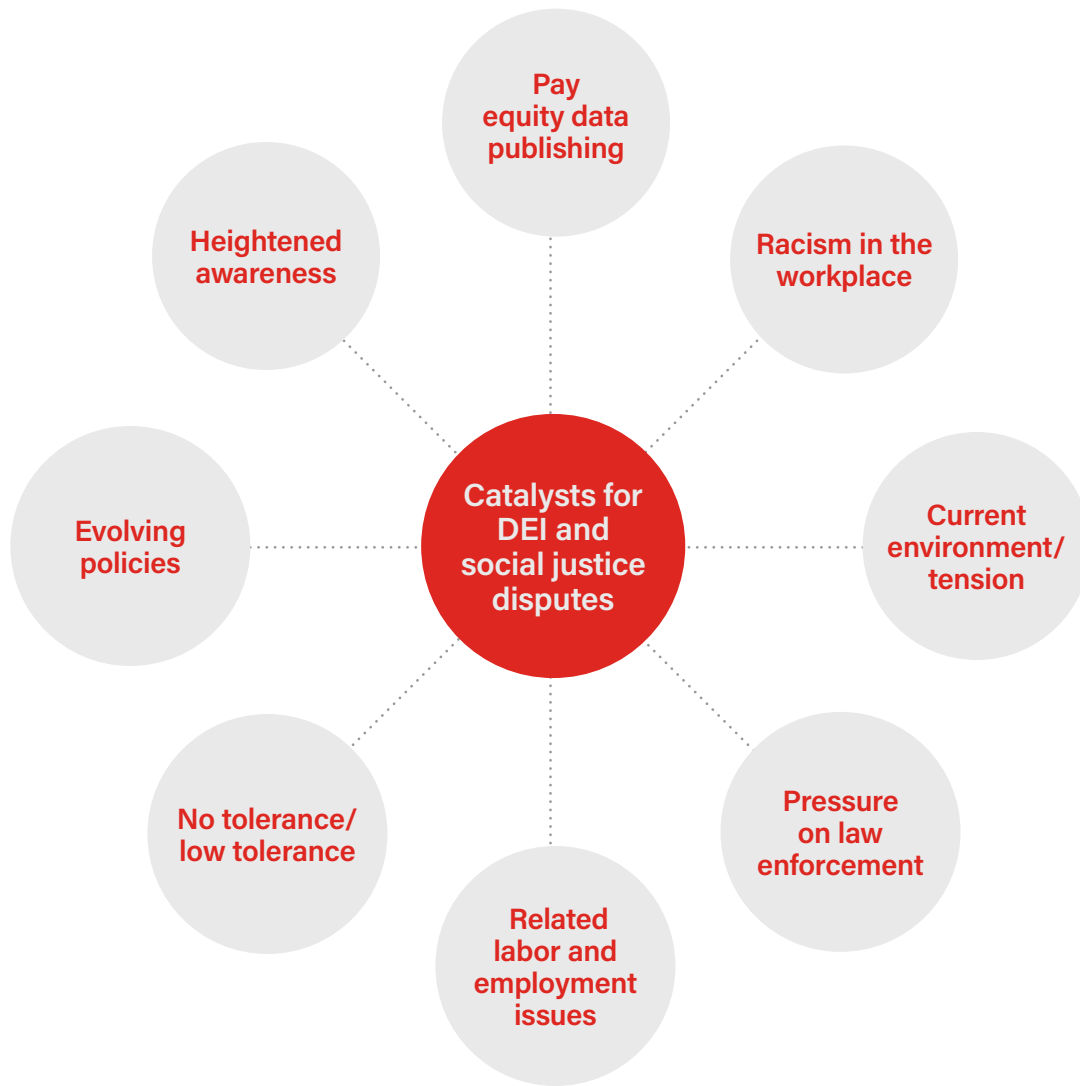 Pay
equity data
publishing
Heightened
awareness
Racism in the
workplace
Catalysts for
DEI and
social justice
disputes
Evolving
policies
Current
environment/
tension
No tolerance/
low tolerance
Pressure
on law
enforcement
Related
labor and
employment
issues